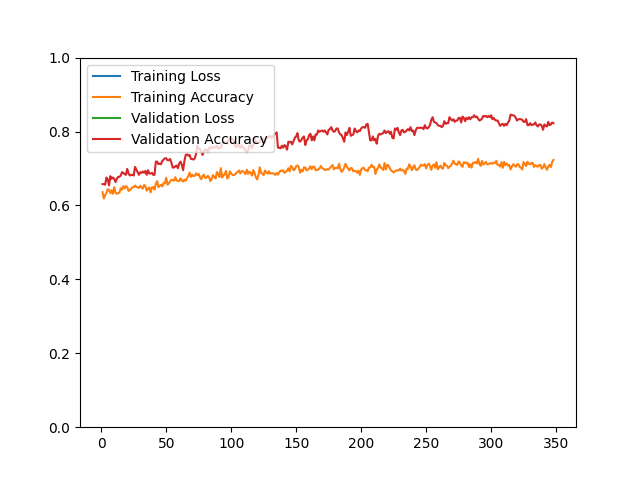 1.0
0.8
0.6
0.4
0.2
0.0
Training Loss
Training Accuracy
Validation Loss
Validation Accuracy
0 50 100 150 200 250 300 350